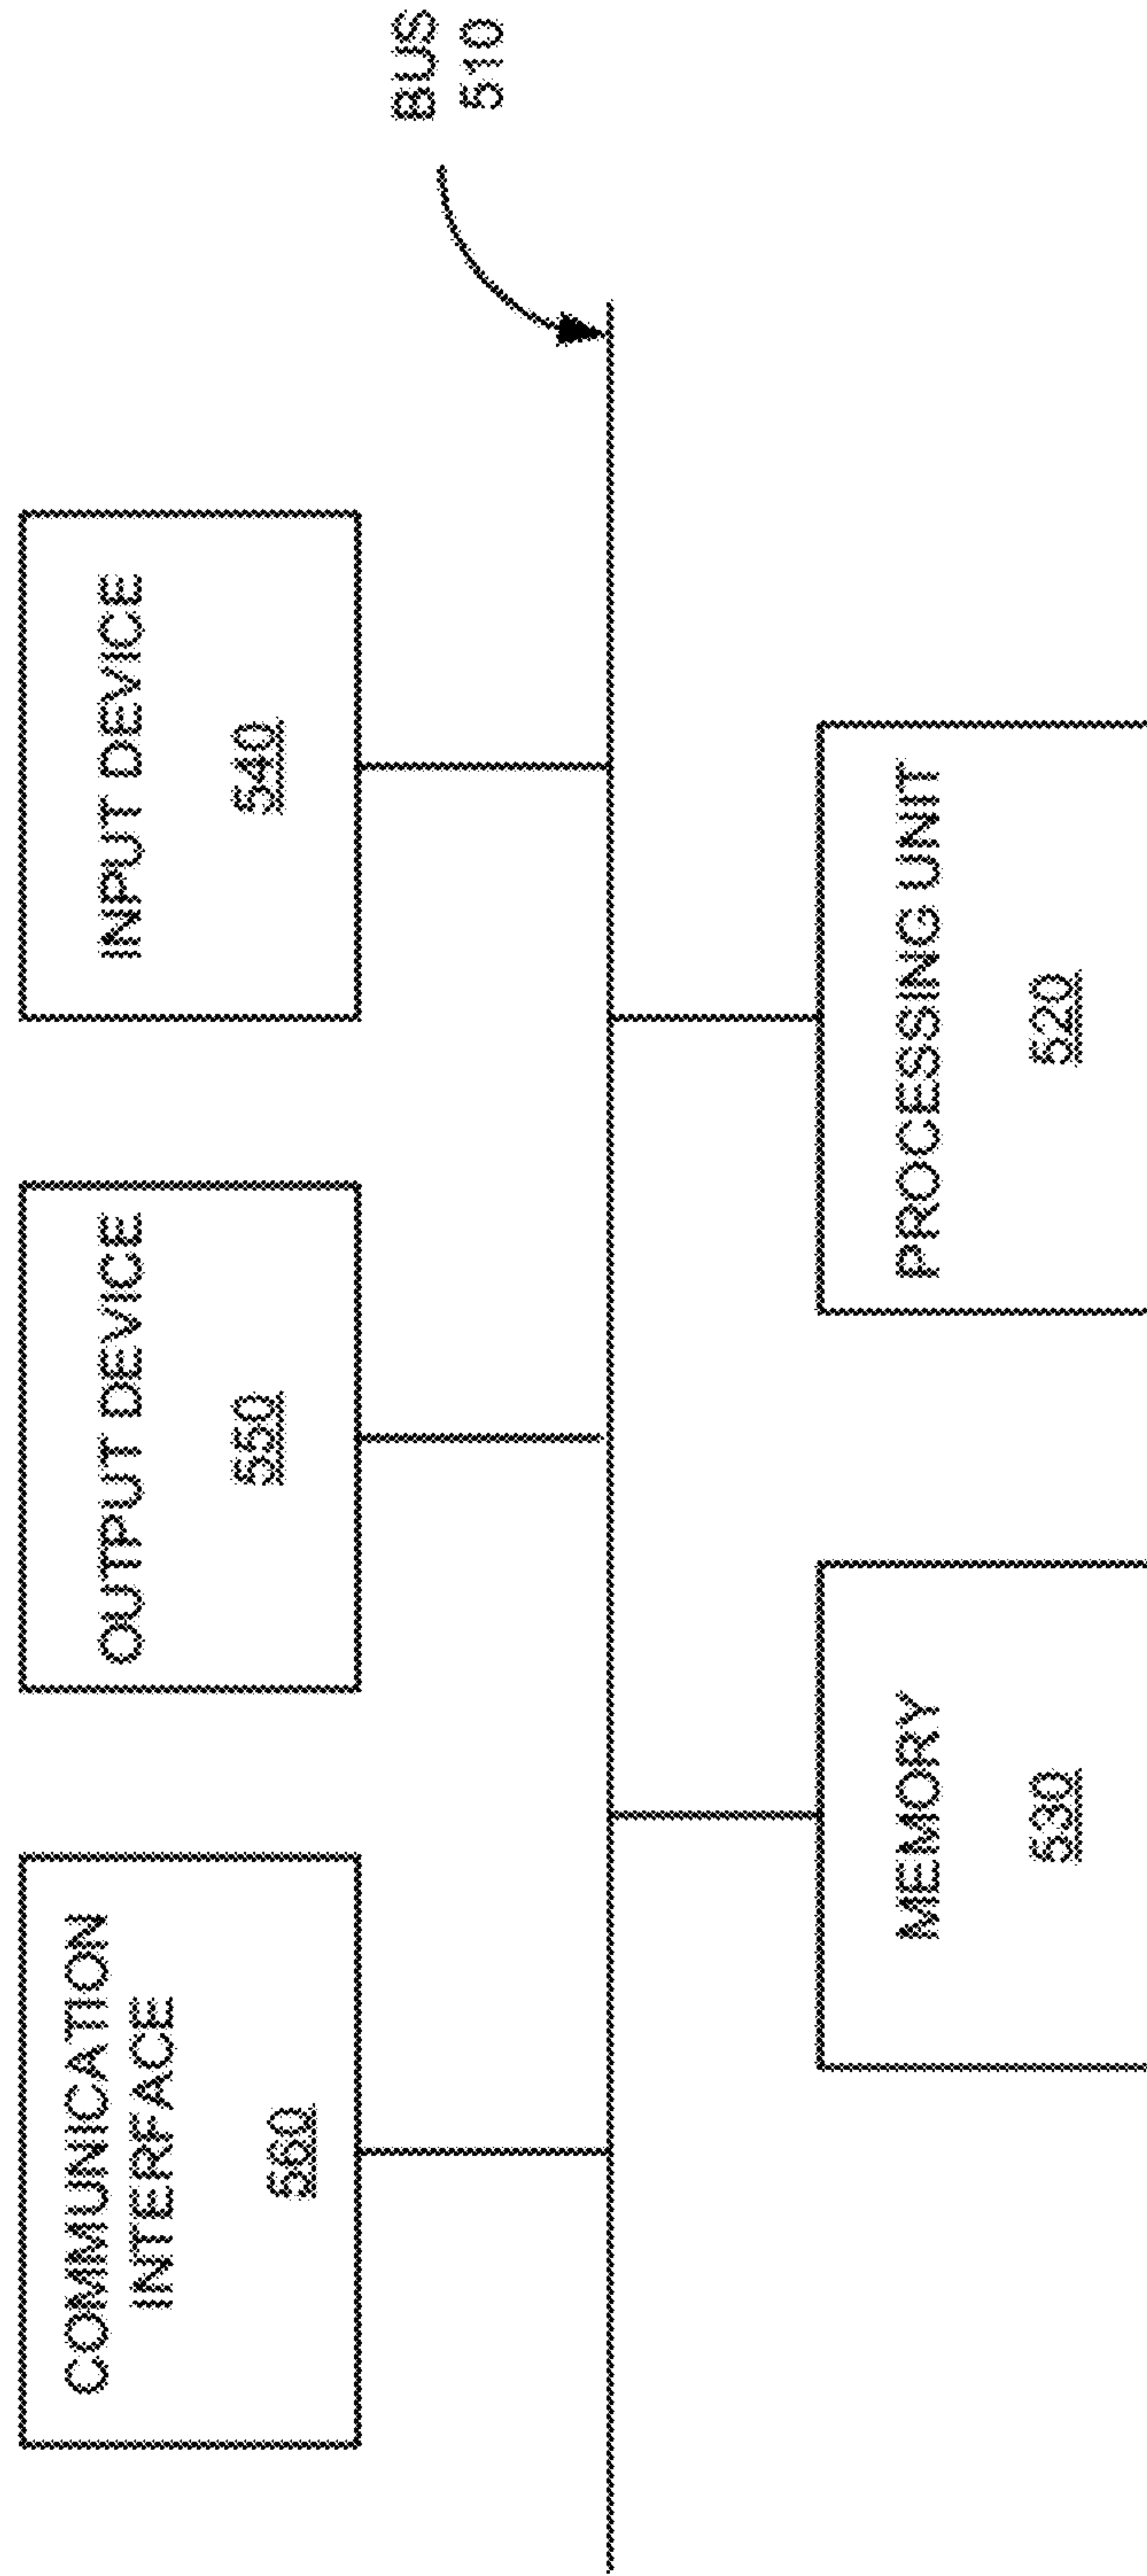 COMMUNICATION
INTERFACE
560
OUTPUT DEVICE
550
INPUT DEVICE
540
BUS
510
MEMORY
530
PROCESSING UNIT
520